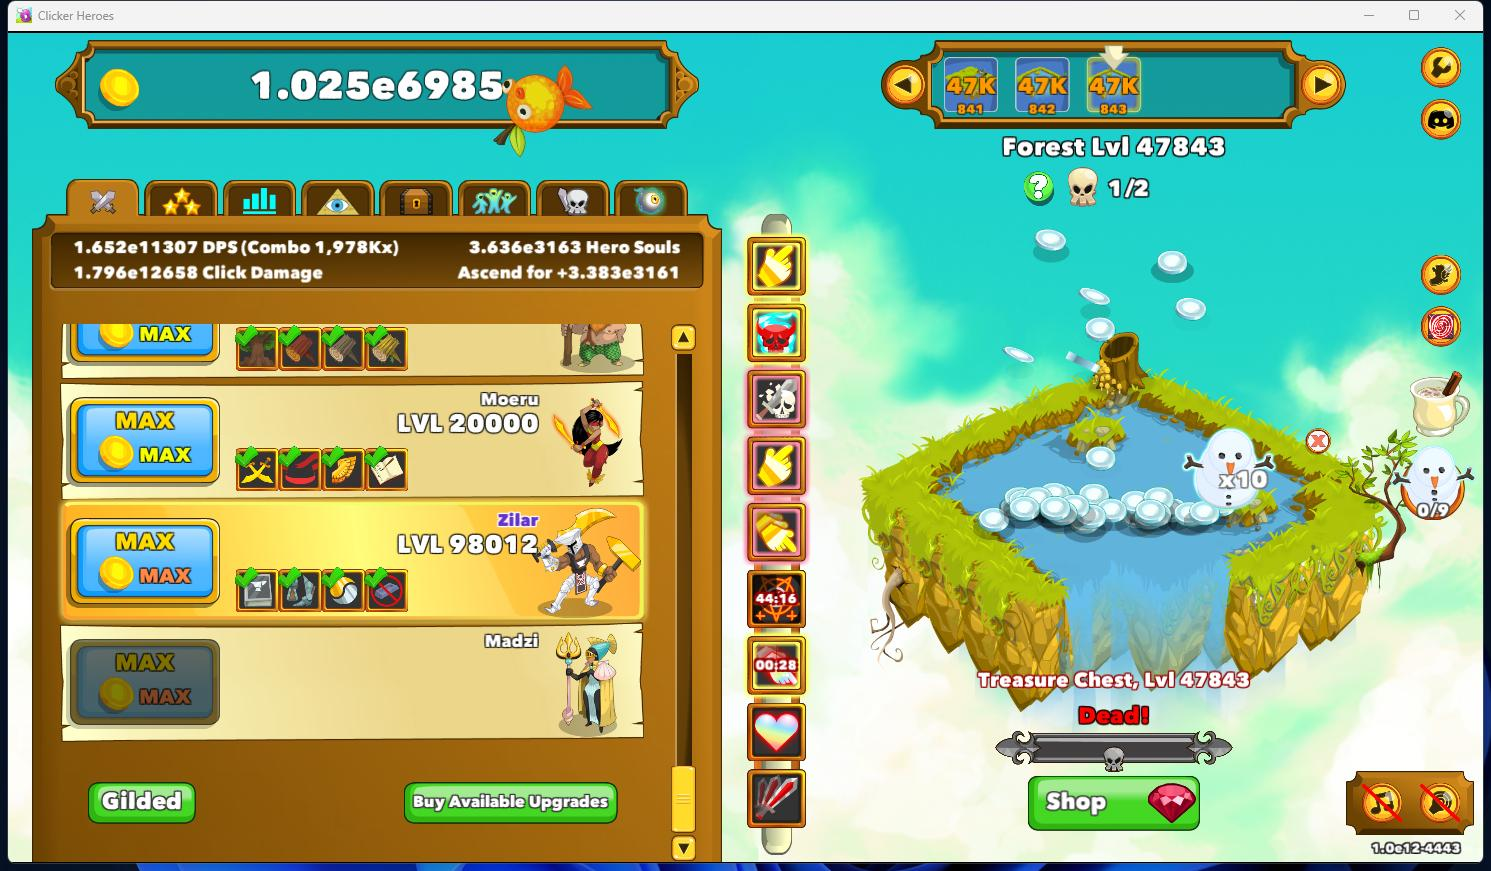 Clicker Heroes
1.025e6985
47K 47K 47K
841 842 843
Forest Lvl 47843
1/2
1.652e11307 DPS (Combo 1,978Kx)
3.636e3163 Hero Souls
1.796e12658 Click Damage
Ascend for +3.383e3161
MAX
Moeru
LVL 20000
MAX
MAX
Zilar
LVL 98012
MAX
MAX
Madzi
MAX
MAX
Gilded
Buy Available Upgrades
44:16
00:28
x10
0/9
Treasure Chest, Lvl 47843
Dead!
Shop
1.0e12-4443